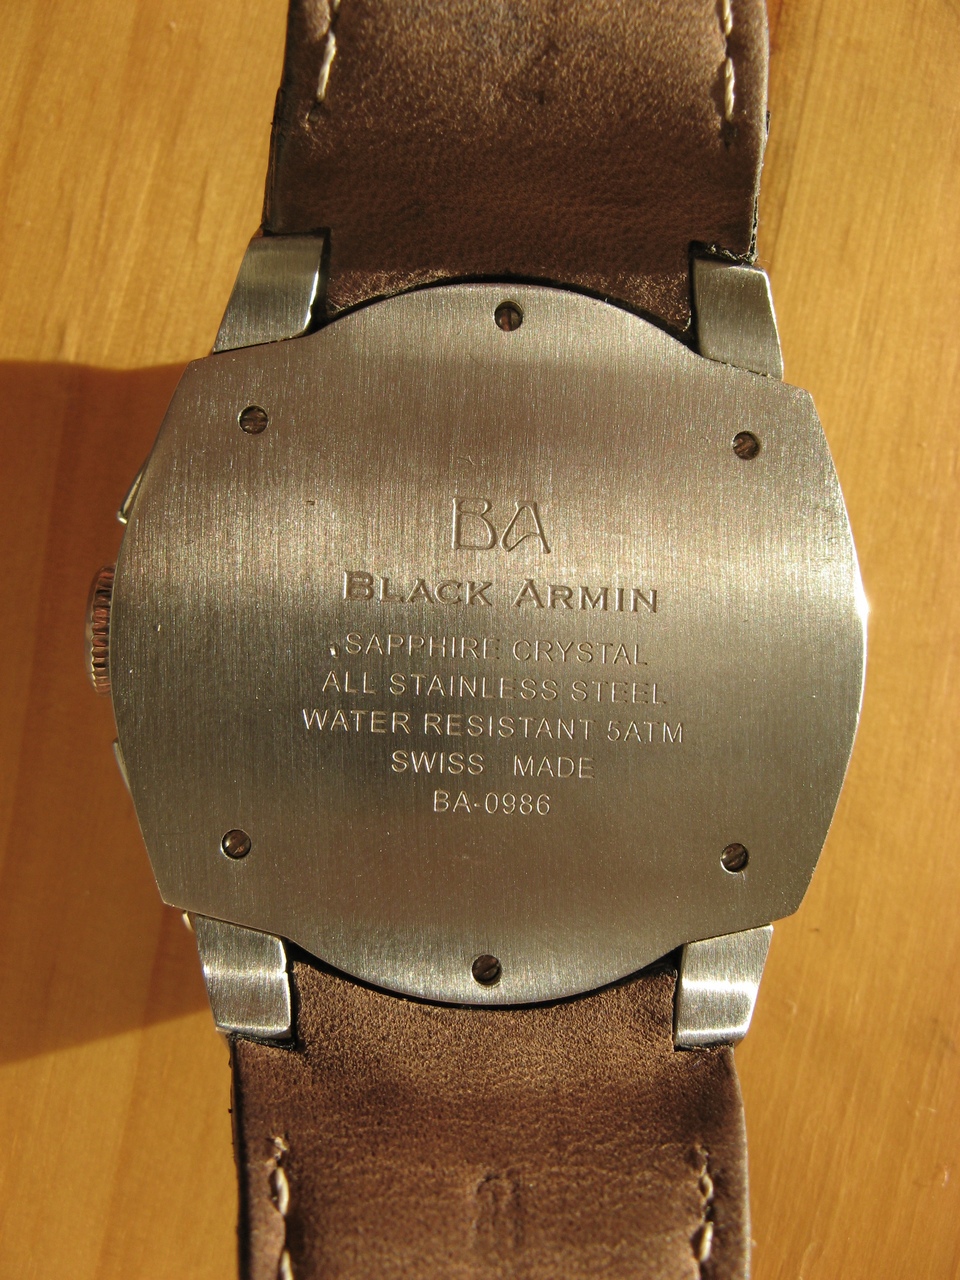 BA
BLACK ARMIN
SAPPHIRE CRYSTAL
ALL STAINLESS STEEL
WATER RESISTANT 5ATM
SWISS MADE
BA-0986